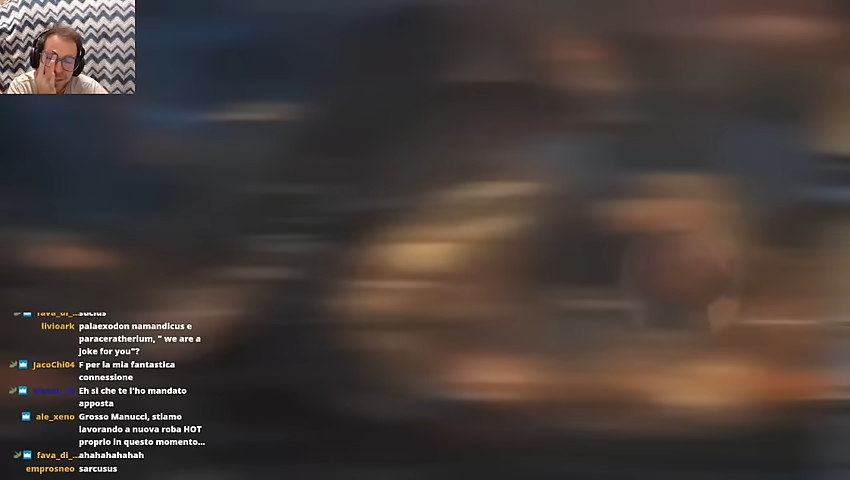 sucius
livioark palaexodon namandicus e
paraceratherium, " we are a
joke for you"?
JacoChi04 F per la mia fantastica
connessione
Eh si che te l'ho mandato
apposta
ale_xeno Grosso Manucci, stiamo
lavorando a nuova roba HOT
proprio in questo momento...
fava_di_... ahahahahahah
emprosneo sarcusus